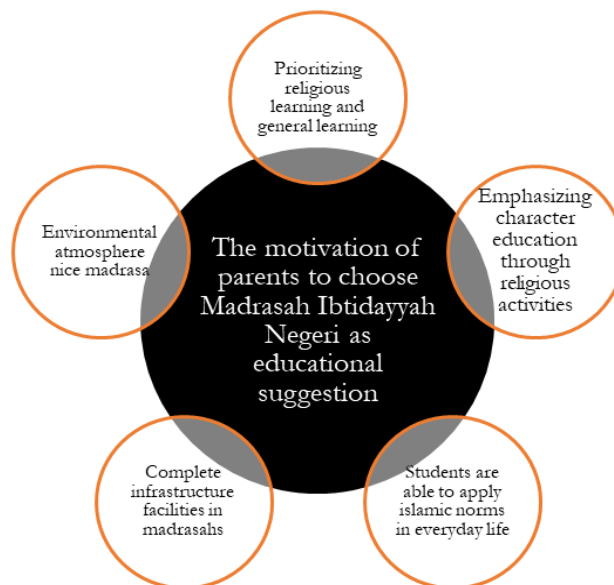 Prioritizing
religious
learning and
general learning
Emphasizing
character
education
through
religious
activities
Environmental
atmosphere
nice madrasa
The motivation of
parents to choose
Madrasah Ibtidayyah
Negeri as
educational
suggestion
Complete
infrastructure
facilities in
madrasahs
Students are
able to apply
islamic norms
in everyday life